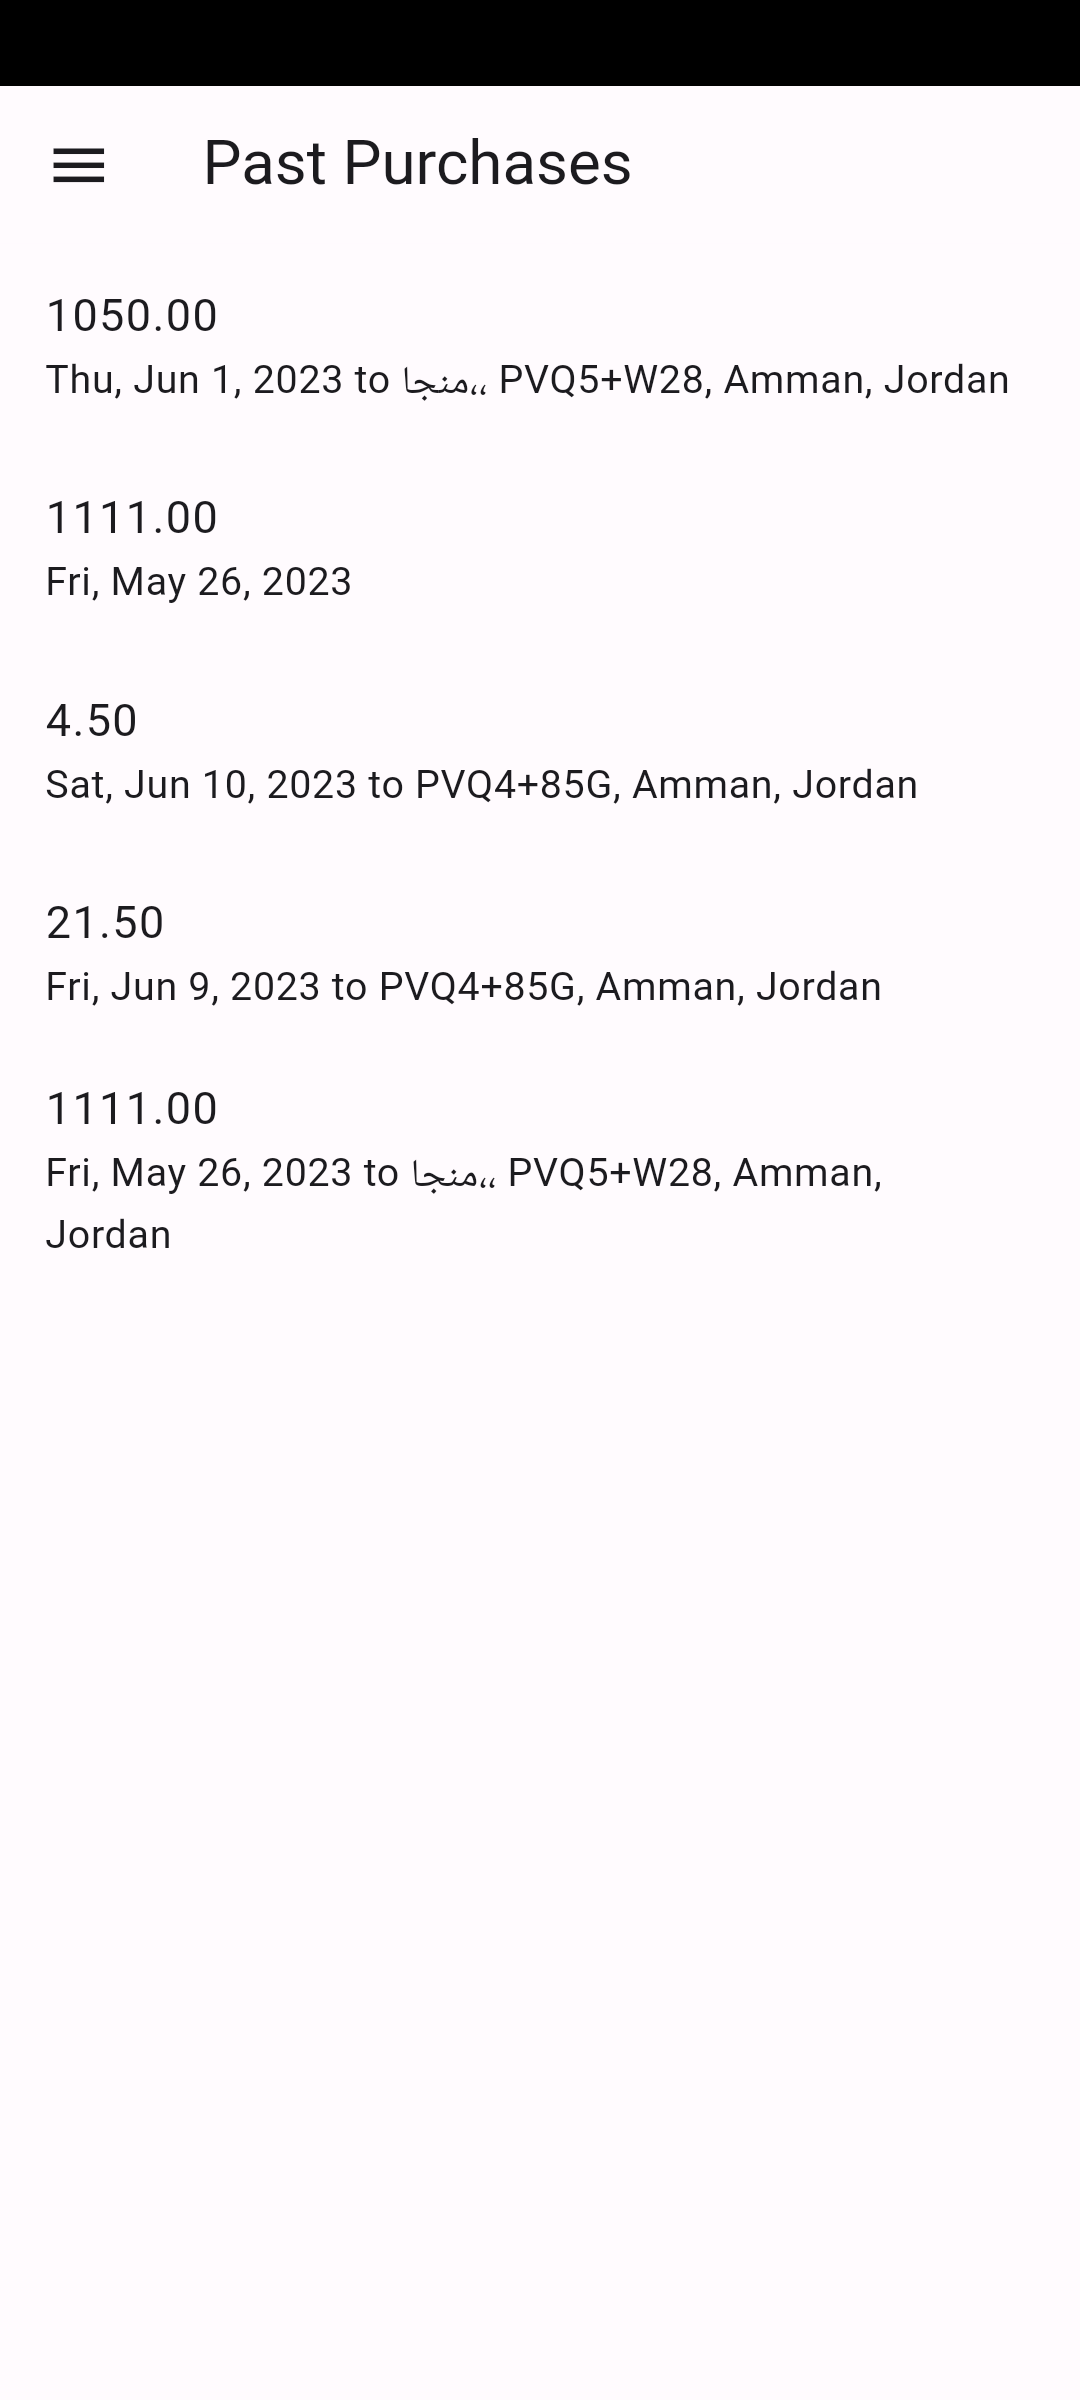 Past Purchases
1050.00
Thu, Jun 1, 2023 to منجا،، PVQ5+W28, Amman, Jordan
1111.00
Fri, May 26, 2023
4.50
Sat, Jun 10, 2023 to PVQ4+85G, Amman, Jordan
21.50
Fri, Jun 9, 2023 to PVQ4+85G, Amman, Jordan
1111.00
Fri, May 26, 2023 to منجا،، PVQ5+W28, Amman,
Jordan